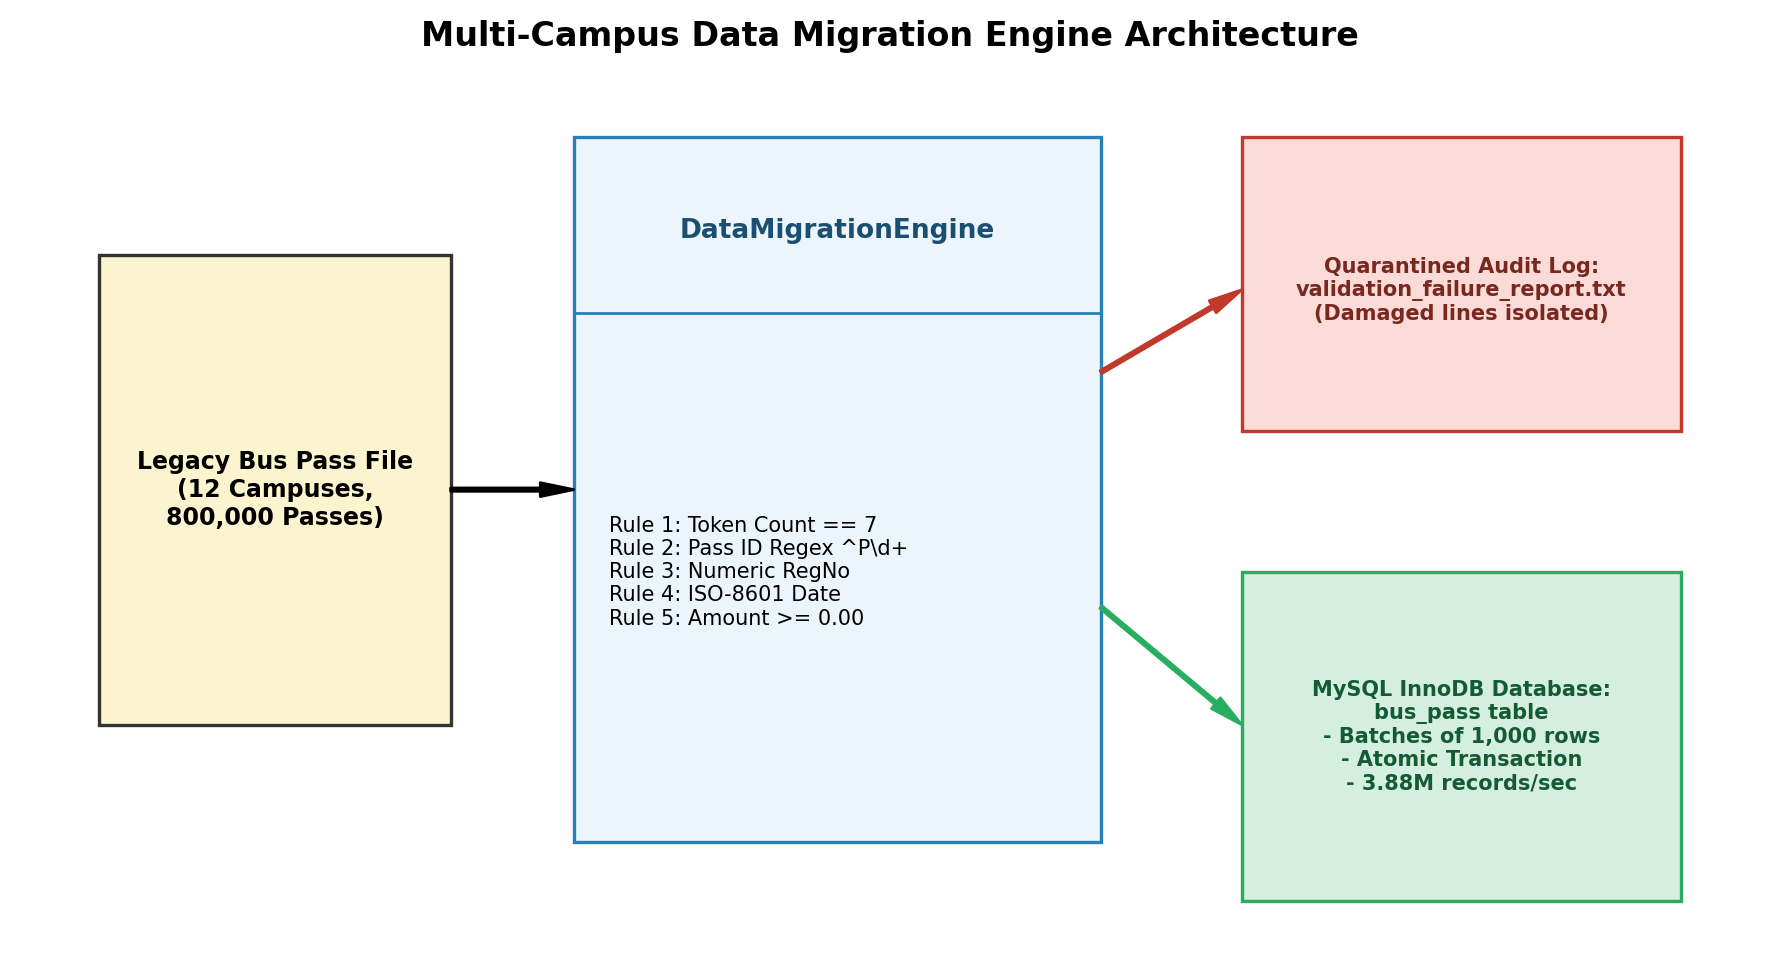 Multi-Campus Data Migration Engine Architecture
Legacy Bus Pass File
(12 Campuses,
800,000 Passes)
DataMigrationEngine
Rule 1: Token Count == 7
Rule 2: Pass ID Regex ^P\d+
Rule 3: Numeric RegNo
Rule 4: ISO-8601 Date
Rule 5: Amount >= 0.00
Quarantined Audit Log:
validation_failure_report.txt
(Damaged lines isolated)
MySQL InnoDB Database:
bus_pass table
- Batches of 1,000 rows
- Atomic Transaction
- 3.88M records/sec